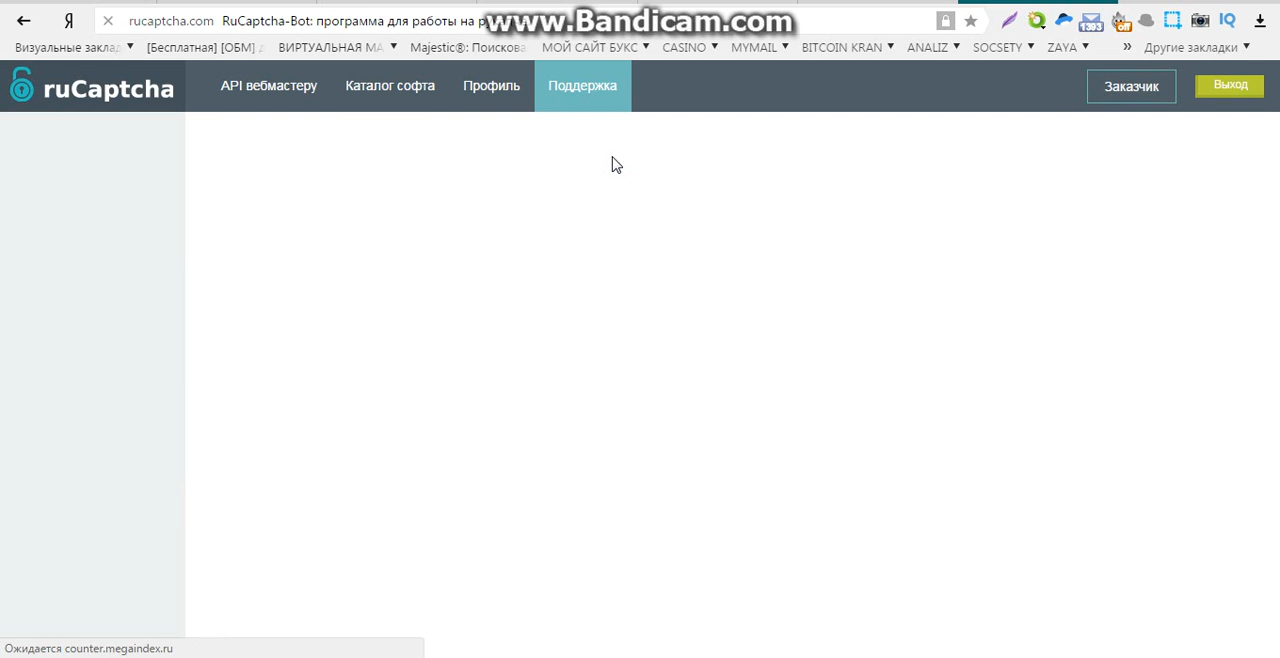 Я rucaptcha.com RuCaptcha-Bot: программа для работы на
www.Bandicam.com
1393 Off IQ
Визуальные заклад [Бесплатная] [ОБМ] ВИРТУАЛЬНАЯ МА Majestic®: Поискова МОЙ САЙТ БУКС CASINO MYMAIL BITCOIN KRAN ANALIZ SOCSETY ZAYA » Другие закладки
ruCaptcha API вебмастеру Каталог софта Профиль Поддержка Заказчик Выход
Ожидается counter.megaindex.ru